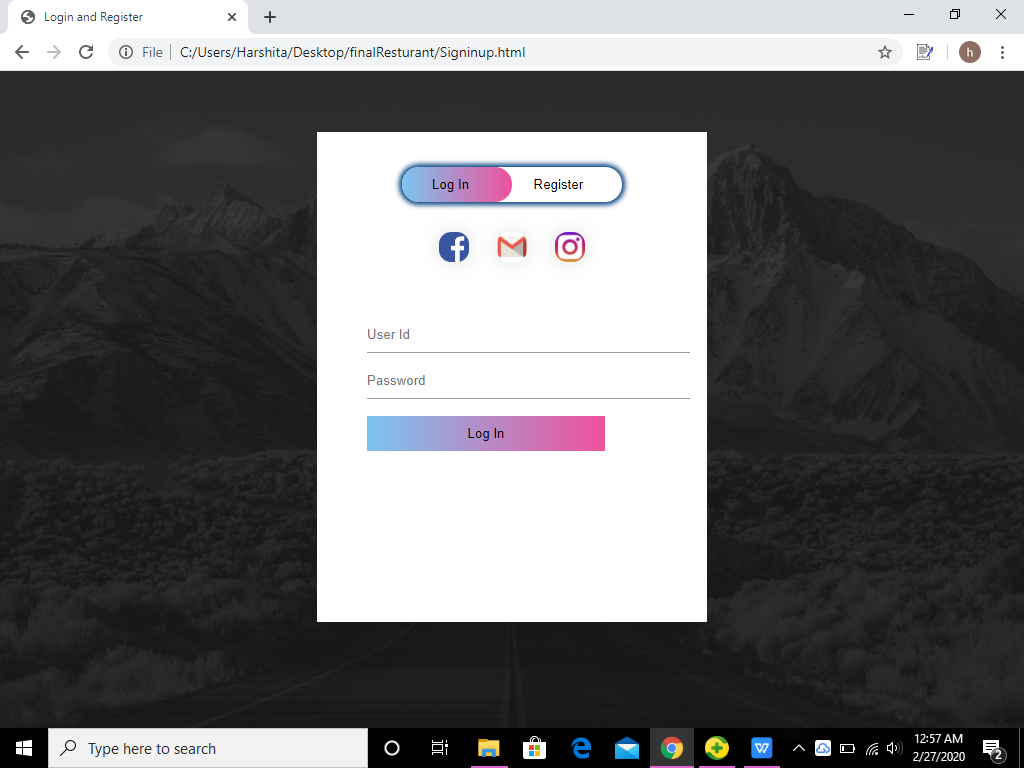 Login and Register
File
C:/Users/Harshita/Desktop/finalResturant/Signinup.html
h
Log In
Register
User Id
Password
Log In
Type here to search
12:57 AM
2/27/2020
2